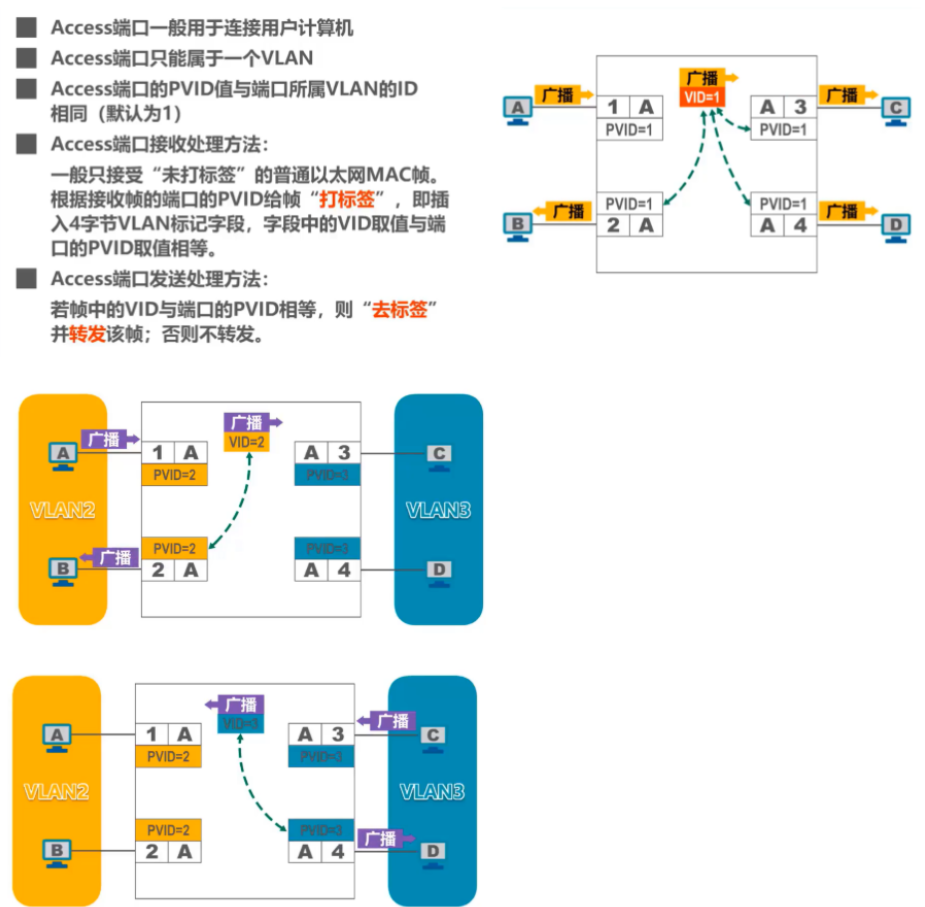 Access端口一般用于连接用户计算机
Access端口只能属于一个VLAN
Access端口的PVID值与端口所属VLAN的ID
相同（默认为1）
Access端口接收处理方法：
一般只接受“未打标签”的普通以太网MAC帧。
根据接收帧的端口的PVID给帧“打标签”，即插
入4字节VLAN标记字段，字段中的VID取值与端
口的PVID取值相等。
Access端口发送处理方法：
若帧中的VID与端口的PVID相等，则“去标签”
并转发该帧；否则不转发。
广播
VID=1
A 广播 1 A A 3 广播 C
PVID=1 PVID=1
PVID=1 PVID=1
B 广播 2 A A 4 广播 D
广播
VID=2
A 广播 1 A A 3 C
PVID=2 PVID=3
VLAN2 VLAN3
PVID=2 PVID=3
B 广播 2 A A 4 D
广播
VID=3
A 1 A A 3 广播 C
PVID=2 PVID=3
VLAN2 VLAN3
PVID=2 PVID=3
B 2 A A 4 广播 D